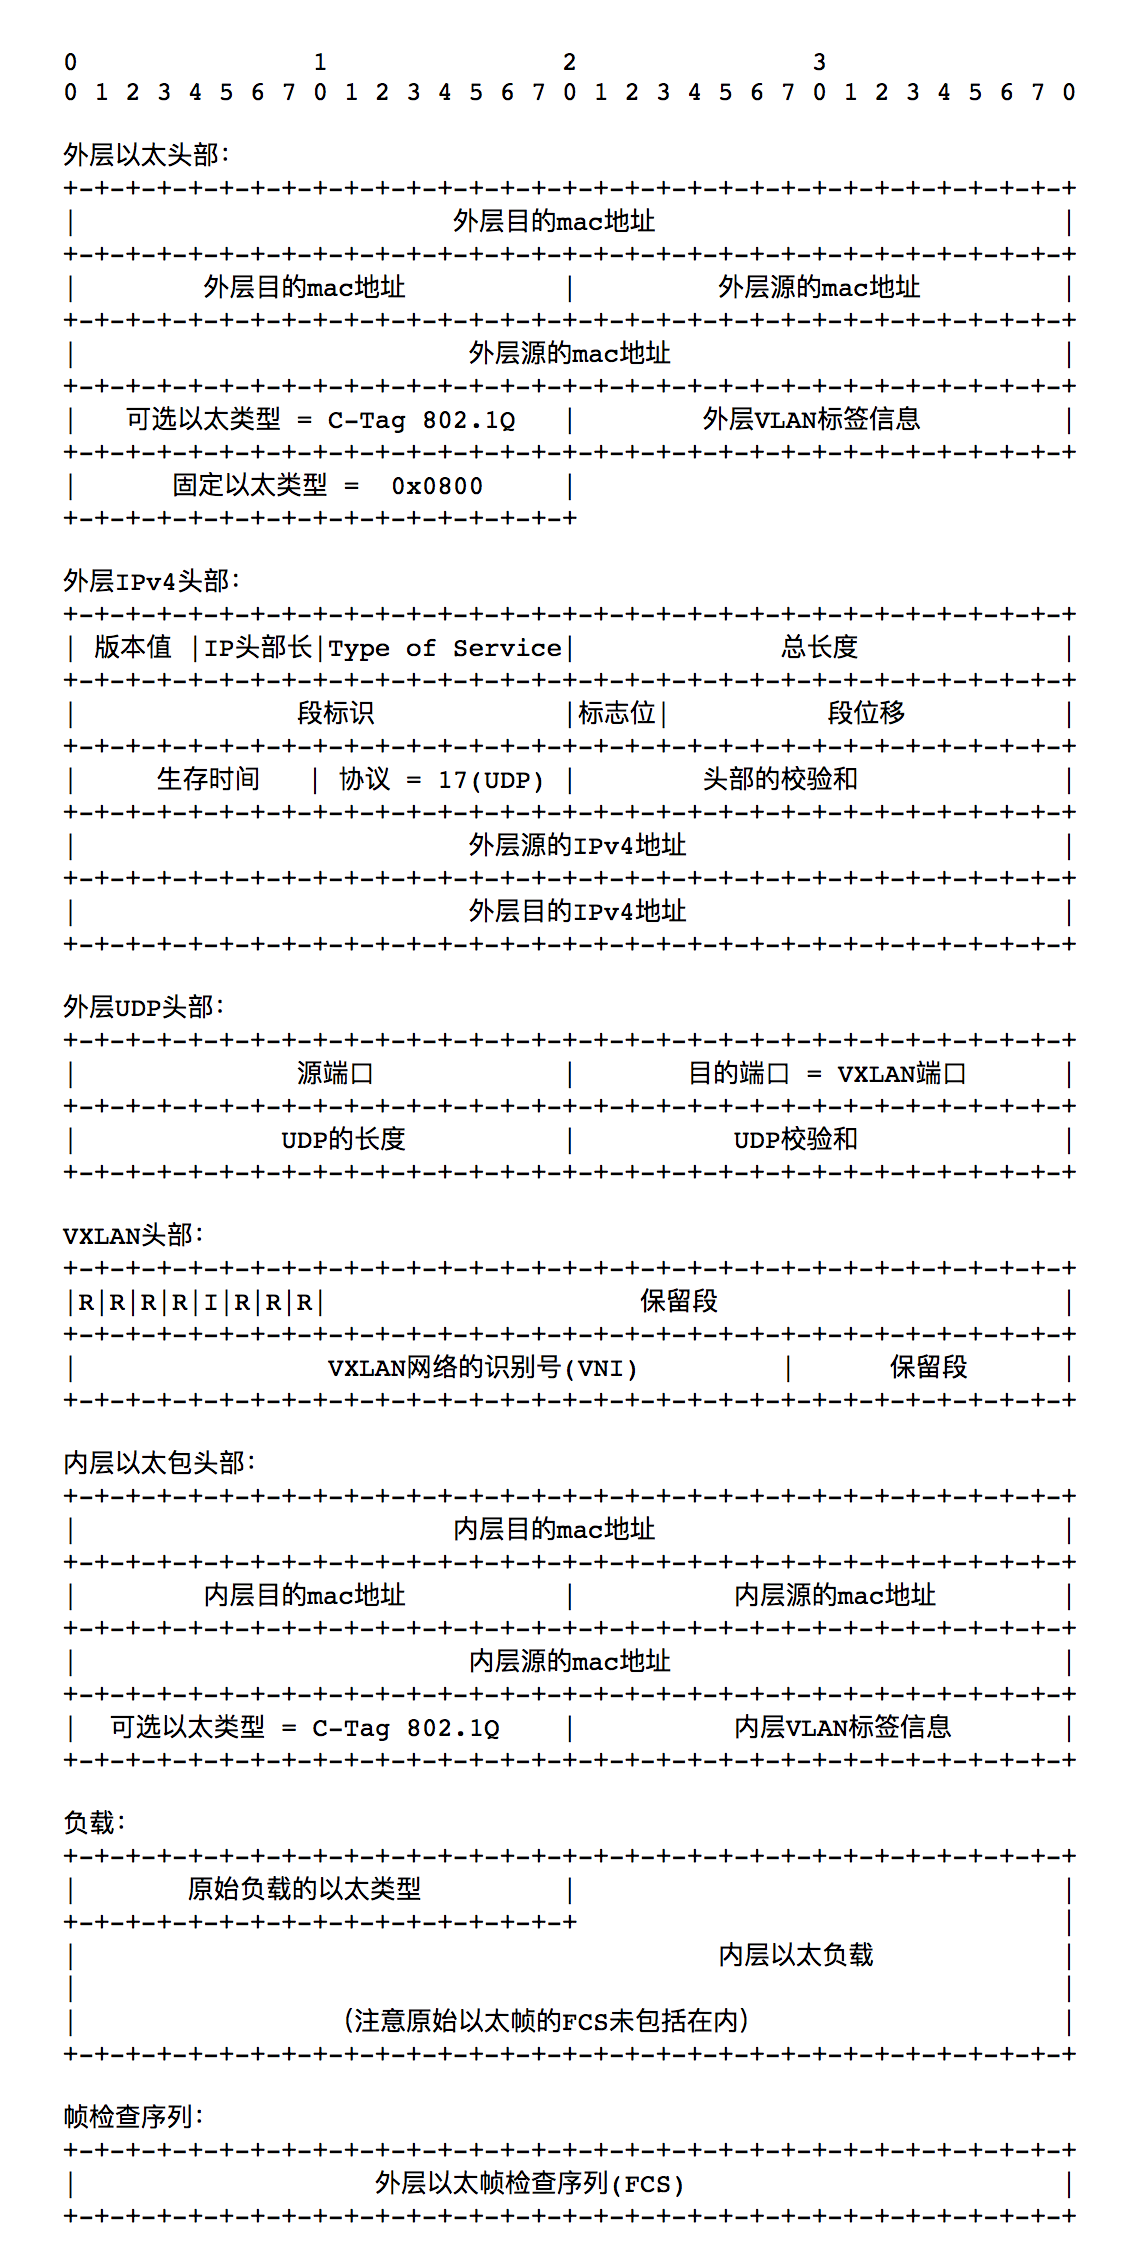 0               1               2               3
0 1 2 3 4 5 6 7 0 1 2 3 4 5 6 7 0 1 2 3 4 5 6 7 0 1 2 3 4 5 6 7 0
外层以太头部:
+-+-+-+-+-+-+-+-+-+-+-+-+-+-+-+-+-+-+-+-+-+-+-+-+-+-+-+-+-+-+-+-+
| 外层目的mac地址 |
+-+-+-+-+-+-+-+-+-+-+-+-+-+-+-+-+-+-+-+-+-+-+-+-+-+-+-+-+-+-+-+-+
| 外层目的mac地址 | 外层源的mac地址 |
+-+-+-+-+-+-+-+-+-+-+-+-+-+-+-+-+-+-+-+-+-+-+-+-+-+-+-+-+-+-+-+-+
| 外层源的mac地址 |
+-+-+-+-+-+-+-+-+-+-+-+-+-+-+-+-+-+-+-+-+-+-+-+-+-+-+-+-+-+-+-+-+
| 可选以太类型 = C-Tag 802.1Q | 外层VLAN标签信息 |
+-+-+-+-+-+-+-+-+-+-+-+-+-+-+-+-+-+-+-+-+-+-+-+-+-+-+-+-+-+-+-+-+
| 固定以太类型 =  0x0800 |
+-+-+-+-+-+-+-+-+-+-+-+-+-+-+-+-+
外层IPv4头部:
+-+-+-+-+-+-+-+-+-+-+-+-+-+-+-+-+-+-+-+-+-+-+-+-+-+-+-+-+-+-+-+-+
| 版本值 |IP头部长|Type of Service| 总长度 |
+-+-+-+-+-+-+-+-+-+-+-+-+-+-+-+-+-+-+-+-+-+-+-+-+-+-+-+-+-+-+-+-+
| 段标识 |标志位| 段位移 |
+-+-+-+-+-+-+-+-+-+-+-+-+-+-+-+-+-+-+-+-+-+-+-+-+-+-+-+-+-+-+-+-+
| 生存时间 | 协议 = 17(UDP) | 头部的校验和 |
+-+-+-+-+-+-+-+-+-+-+-+-+-+-+-+-+-+-+-+-+-+-+-+-+-+-+-+-+-+-+-+-+
| 外层源的IPv4地址 |
+-+-+-+-+-+-+-+-+-+-+-+-+-+-+-+-+-+-+-+-+-+-+-+-+-+-+-+-+-+-+-+-+
| 外层目的IPv4地址 |
+-+-+-+-+-+-+-+-+-+-+-+-+-+-+-+-+-+-+-+-+-+-+-+-+-+-+-+-+-+-+-+-+
外层UDP头部:
+-+-+-+-+-+-+-+-+-+-+-+-+-+-+-+-+-+-+-+-+-+-+-+-+-+-+-+-+-+-+-+-+
| 源端口 | 目的端口 = VXLAN端口 |
+-+-+-+-+-+-+-+-+-+-+-+-+-+-+-+-+-+-+-+-+-+-+-+-+-+-+-+-+-+-+-+-+
| UDP的长度 | UDP校验和 |
+-+-+-+-+-+-+-+-+-+-+-+-+-+-+-+-+-+-+-+-+-+-+-+-+-+-+-+-+-+-+-+-+
VXLAN头部:
+-+-+-+-+-+-+-+-+-+-+-+-+-+-+-+-+-+-+-+-+-+-+-+-+-+-+-+-+-+-+-+-+
|R|R|R|R|I|R|R|R| 保留段 |
+-+-+-+-+-+-+-+-+-+-+-+-+-+-+-+-+-+-+-+-+-+-+-+-+-+-+-+-+-+-+-+-+
| VXLAN网络的识别号(VNI) | 保留段 |
+-+-+-+-+-+-+-+-+-+-+-+-+-+-+-+-+-+-+-+-+-+-+-+-+-+-+-+-+-+-+-+-+
内层以太包头部:
+-+-+-+-+-+-+-+-+-+-+-+-+-+-+-+-+-+-+-+-+-+-+-+-+-+-+-+-+-+-+-+-+
| 内层目的mac地址 |
+-+-+-+-+-+-+-+-+-+-+-+-+-+-+-+-+-+-+-+-+-+-+-+-+-+-+-+-+-+-+-+-+
| 内层目的mac地址 | 内层源的mac地址 |
+-+-+-+-+-+-+-+-+-+-+-+-+-+-+-+-+-+-+-+-+-+-+-+-+-+-+-+-+-+-+-+-+
| 内层源的mac地址 |
+-+-+-+-+-+-+-+-+-+-+-+-+-+-+-+-+-+-+-+-+-+-+-+-+-+-+-+-+-+-+-+-+
| 可选以太类型 = C-Tag 802.1Q | 内层VLAN标签信息 |
+-+-+-+-+-+-+-+-+-+-+-+-+-+-+-+-+-+-+-+-+-+-+-+-+-+-+-+-+-+-+-+-+
负载:
+-+-+-+-+-+-+-+-+-+-+-+-+-+-+-+-+-+-+-+-+-+-+-+-+-+-+-+-+-+-+-+-+
| 原始负载的以太类型 | |
+-+-+-+-+-+-+-+-+-+-+-+-+-+-+-+-+ |
| 内层以太负载 |
| |
| （注意原始以太帧的FCS未包括在内） |
+-+-+-+-+-+-+-+-+-+-+-+-+-+-+-+-+-+-+-+-+-+-+-+-+-+-+-+-+-+-+-+-+
帧检查序列:
+-+-+-+-+-+-+-+-+-+-+-+-+-+-+-+-+-+-+-+-+-+-+-+-+-+-+-+-+-+-+-+-+
| 外层以太帧检查序列(FCS) |
+-+-+-+-+-+-+-+-+-+-+-+-+-+-+-+-+-+-+-+-+-+-+-+-+-+-+-+-+-+-+-+-+